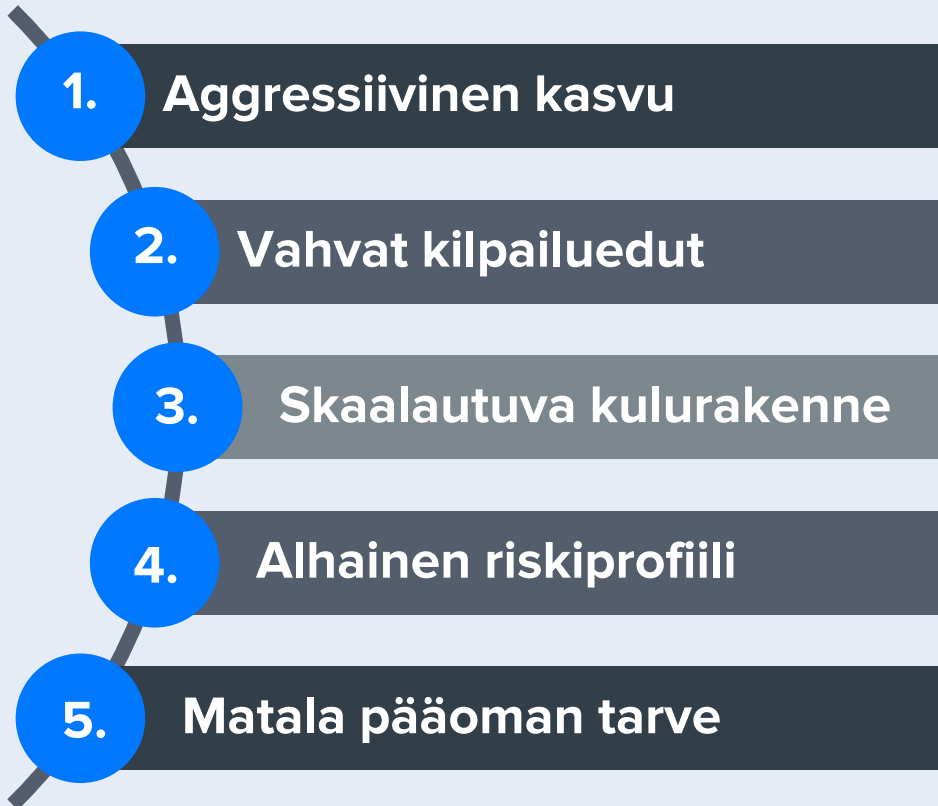 1. Aggressiivinen kasvu
2. Vahvat kilpailuedut
3. Skaalautuva kulurakenne
4. Alhainen riskiprofiili
5. Matala pääoman tarve